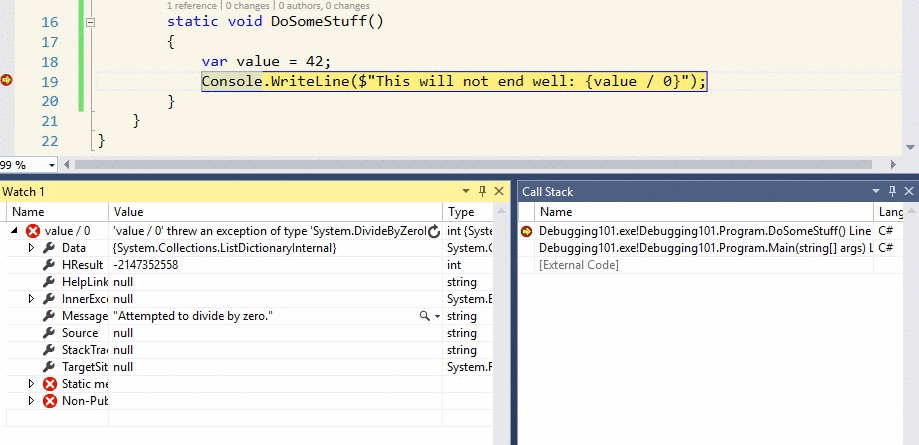 1 reference | 0 changes | 0 authors, 0 changes
16 static void DoSomeStuff()
17 {
18 var value = 42;
19 Console.WriteLine($"This will not end well: {value / 0}");
20 }
21 }
22 }
99 %
Watch 1
Name Value Type
value / 0 'value / 0' threw an exception of type 'System.DivideByZeroI int {Syste
Data {System.Collections.ListDictionaryInternal} System.C
HResult -2147352558 int
HelpLink null string
InnerExce null System.E
Message "Attempted to divide by zero." string
Source null string
StackTra null string
TargetSit null System.F
Static me
Non-Pub
Call Stack
Name Lang
Debugging101.exe!Debugging101.Program.DoSomeStuff() Line C#
Debugging101.exe!Debugging101.Program.Main(string[] args) L C#
[External Code]